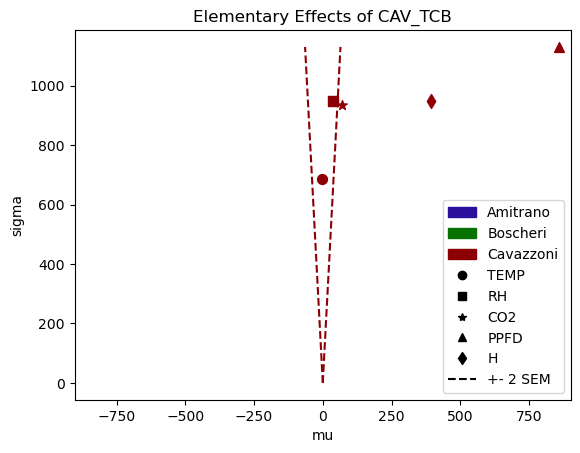 Elementary Effects of CAV_TCB
sigma
1000
800
600
400
200
0
Amitrano
Boscheri
Cavazzoni
TEMP
RH
CO2
PPFD
H
+- 2 SEM
−750
−500
−250
0
250
500
750
mu